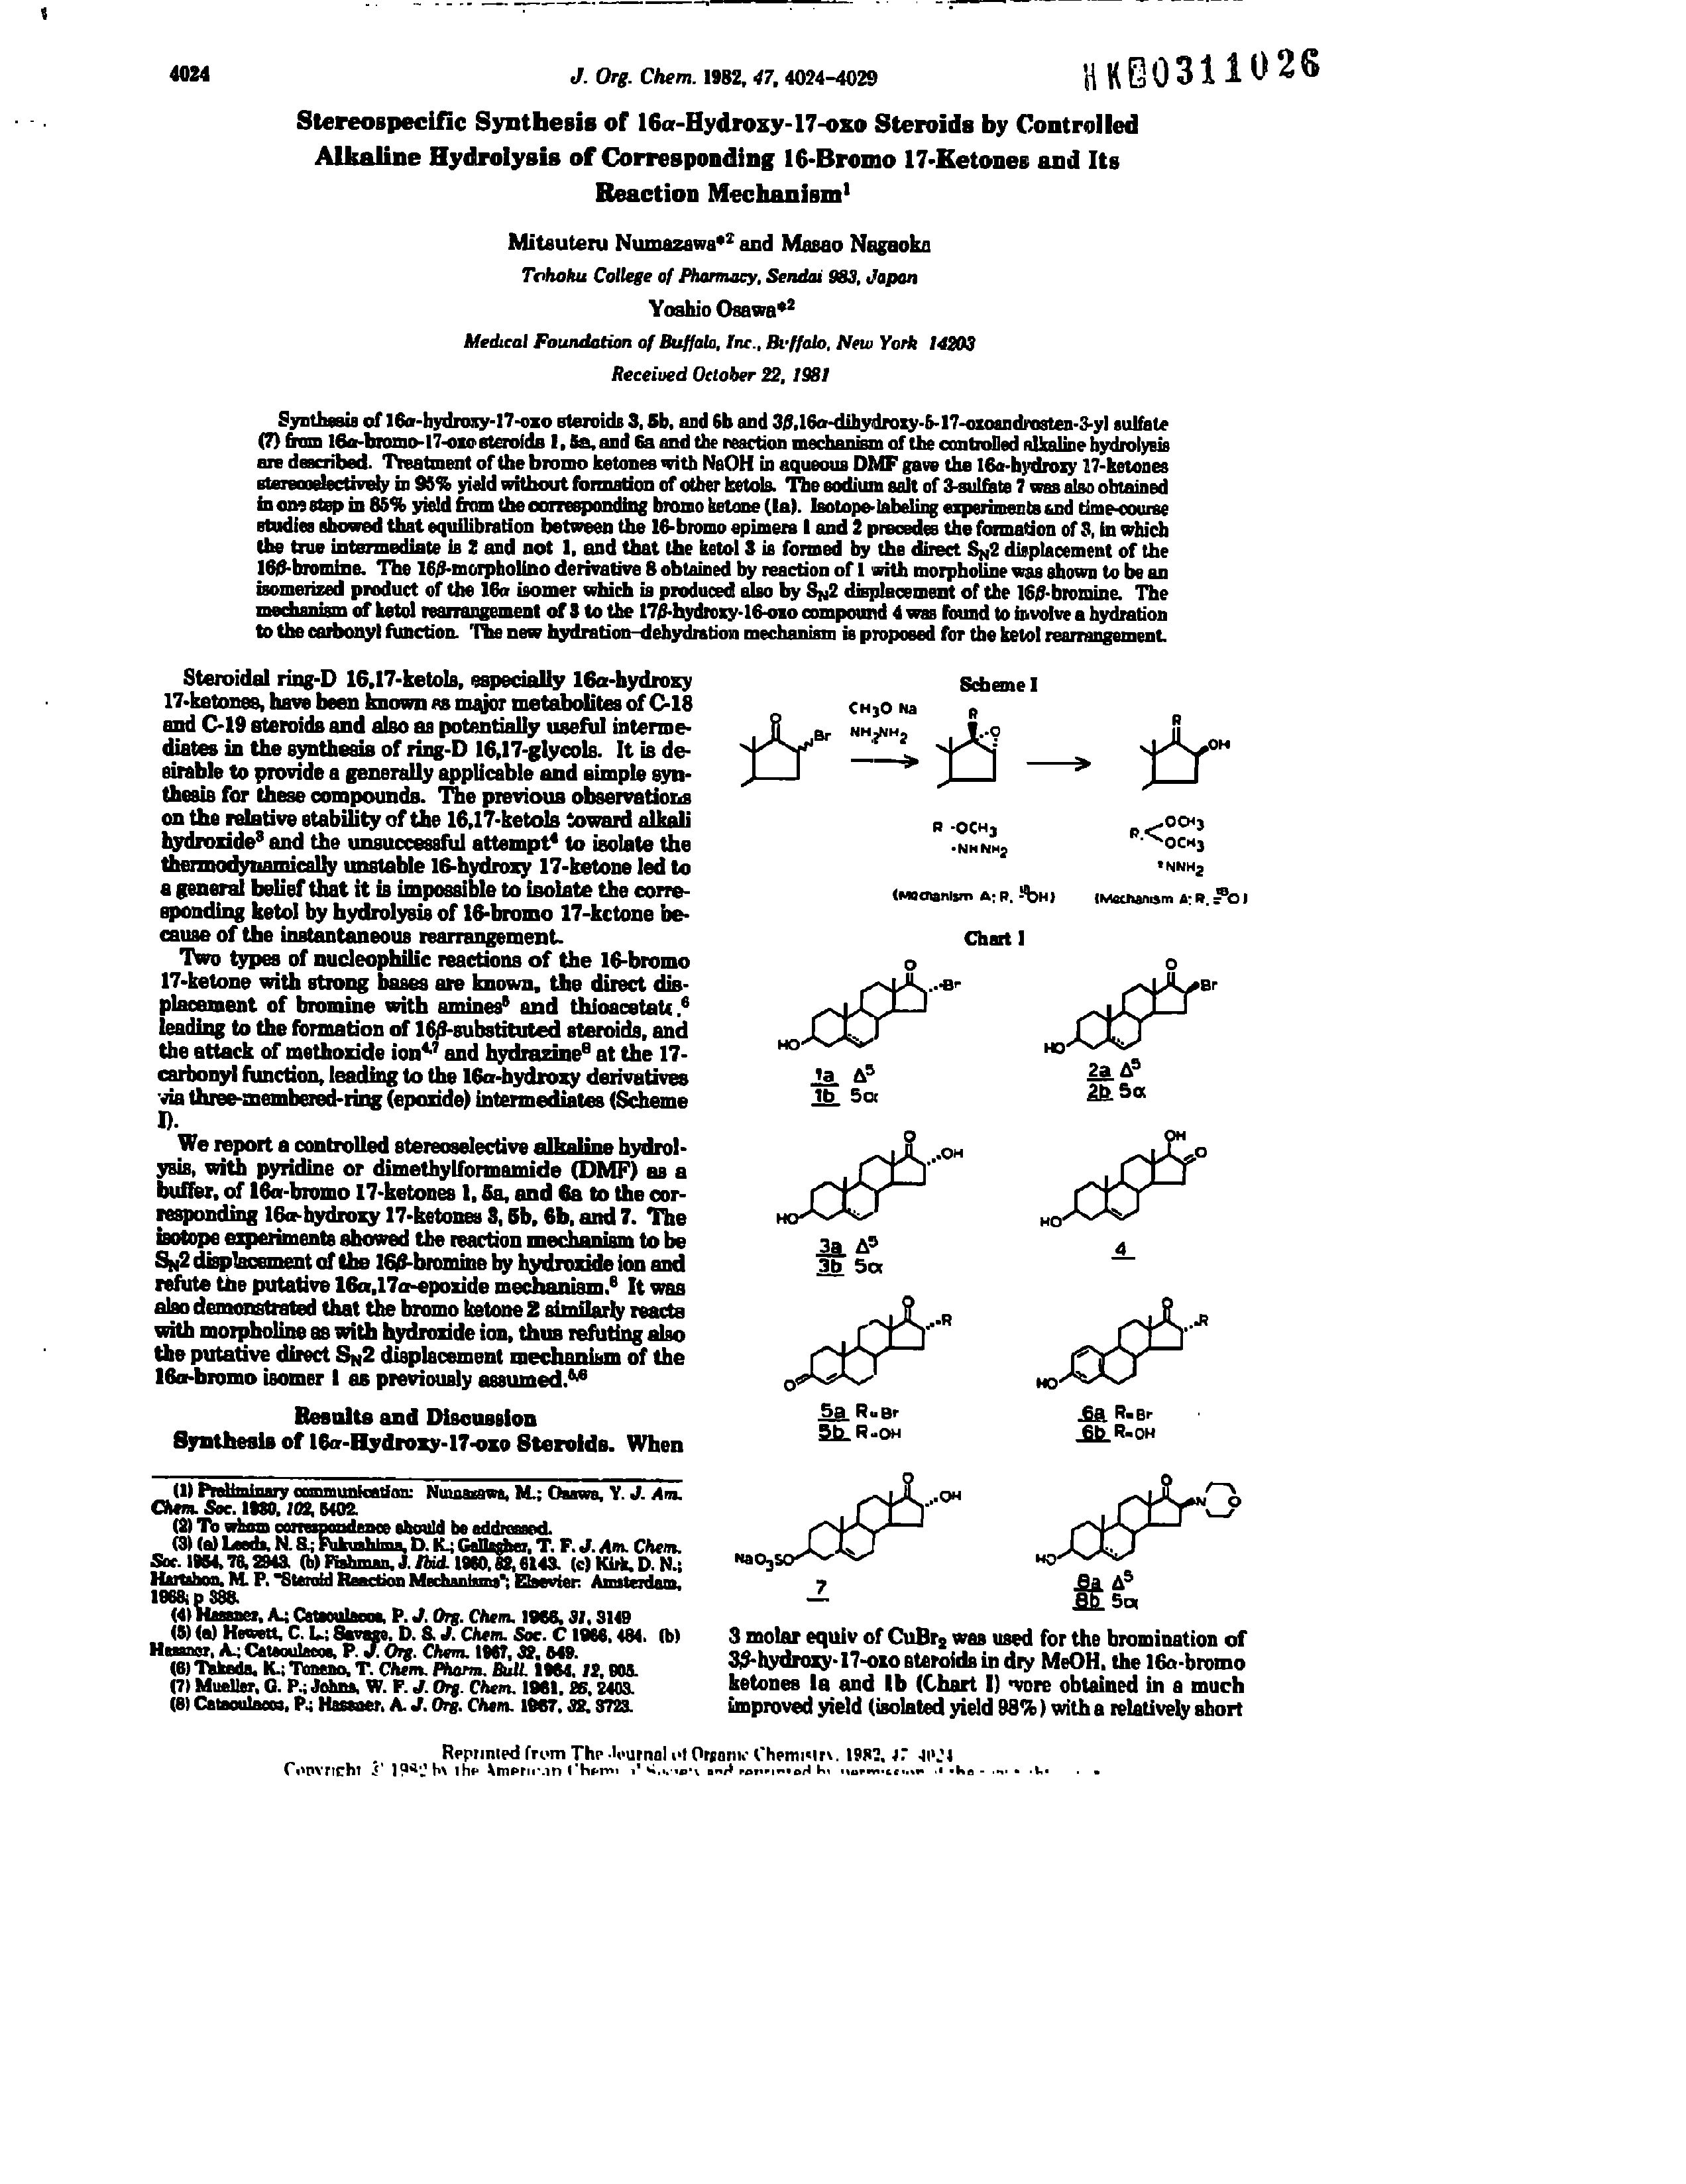 4024
J. Org. Chem. 1982, 47, 4024-4029
0311026
Stereospecific Synthesis of 16α-Hydroxy-17-oxo Steroids by Controlled
Alkaline Hydrolysis of Corresponding 16-Bromo 17-Ketones and Its
Reaction Mechanism¹
Mitsuteru Numazawa*² and Masao Nagaoka
Tohoku College of Pharmacy, Sendai 983, Japan
Yoshio Osawa*²
Medical Foundation of Buffalo, Inc., Buffalo, New York 14203
Received October 22, 1981
Synthesis of 16α-hydroxy-17-oxo steroids 3, 5b, and 6b and 3β,16α-dihydroxy-5-17-oxoandrosten-3-yl sulfate
(7) from 16α-bromo-17-oxo steroids 1, 5a, and 6a and the reaction mechanism of the controlled alkaline hydrolysis
are described. Treatment of the bromo ketones with NaOH in aqueous DMF gave the 16α-hydroxy 17-ketones
stereoselectively in 95% yield without formation of other ketols. The sodium salt of 3-sulfate 7 was also obtained
in one step in 85% yield from the corresponding bromo ketone (1a). Isotope-labeling experiments and time-course
studies showed that equilibration between the 16-bromo epimers 1 and 2 precedes the formation of 3, in which
the true intermediate is 2 and not 1, and that the ketol 3 is formed by the direct SN2 displacement of the
16β-bromine. The 16β-morpholino derivative 8 obtained by reaction of 1 with morpholine was shown to be an
isomerized product of the 16α isomer which is produced also by SN2 displacement of the 16β-bromine. The
mechanism of ketol rearrangement of 3 to the 17β-hydroxy-16-oxo compound 4 was found to involve a hydration
to the carbonyl function. The new hydration-dehydration mechanism is proposed for the ketol rearrangement.
Steroidal ring-D 16,17-ketols, especially 16α-hydroxy
17-ketones, have been known as major metabolites of C-18
and C-19 steroids and also as potentially useful interme-
diates in the synthesis of ring-D 16,17-glycols. It is de-
sirable to provide a generally applicable and simple syn-
thesis for these compounds. The previous observations
on the relative stability of the 16,17-ketols toward alkali
hydroxide³ and the unsuccessful attempt⁴ to isolate the
thermodynamically unstable 16-hydroxy 17-ketone led to
a general belief that it is impossible to isolate the corre-
sponding ketol by hydrolysis of 16-bromo 17-ketone be-
cause of the instantaneous rearrangement.
Two types of nucleophilic reactions of the 16-bromo
17-ketone with strong bases are known, the direct dis-
placement of bromine with amines⁵ and thioacetate,⁶
leading to the formation of 16β-substituted steroids, and
the attack of methoxide ion⁴,⁷ and hydrazine⁸ at the 17-
carbonyl function, leading to the 16α-hydroxy derivatives
via three-membered-ring (epoxide) intermediates (Scheme
I).
We report a controlled stereoselective alkaline hydrol-
ysis, with pyridine or dimethylformamide (DMF) as a
buffer, of 16α-bromo 17-ketones 1, 5a, and 6a to the cor-
responding 16α-hydroxy 17-ketones 3, 5b, 6b, and 7. The
isotope experiments showed the reaction mechanism to be
SN2 displacement of the 16β-bromine by hydroxide ion and
refute the putative 16α,17α-epoxide mechanism.⁸ It was
also demonstrated that the bromo ketone 2 similarly reacts
with morpholine as with hydroxide ion, thus refuting also
the putative direct SN2 displacement mechanism of the
16α-bromo isomer 1 as previously assumed.⁵,⁶
Results and Discussion
Synthesis of 16α-Hydroxy-17-oxo Steroids. When
(1) Preliminary communication: Numazawa, M.; Osawa, Y. J. Am.
Chem. Soc. 1980, 102, 5402.
(2) To whom correspondence should be addressed.
(3) (a) Leeds, N. S.; Fukushima, D. K.; Gallagher, T. F. J. Am. Chem.
Soc. 1954, 76, 2943. (b) Fishman, J. Ibid. 1960, 82, 6143. (c) Kirk, D. N.;
Hartshon, M. P. "Steroid Reaction Mechanisms"; Elsevier: Amsterdam,
1968; p 388.
(4) Hassner, A.; Catsoulacos, P. J. Org. Chem. 1966, 31, 3149
(5) (a) Hewett, C. L.; Savage, D. S. J. Chem. Soc. C 1966, 484. (b)
Hassner, A.; Catsoulacos, P. J. Org. Chem. 1967, 32, 549.
(6) Takeda, K.; Toneno, T. Chem. Pharm. Bull. 1964, 12, 905.
(7) Mueller, G. P.; Johns, W. F. J. Org. Chem. 1961, 26, 2403.
(8) Catsoulacos, P.; Hassner, A. J. Org. Chem. 1967, 32, 3723.
Scheme I
O
Br
CH₃O Na
NH₂NH₂
R
O
R
OH
R -OCH₃
-NHNH₂
R.
OCH₃
OCH₃
=NNH₂
(Mechanism A; R, -¹⁸OH)
(Mechanism A; R, =¹⁸O)
Chart I
O
Br
HO
1a Δ⁵
1b 5α
O
Br
HO
2a Δ⁵
2b 5α
O
OH
HO
3a Δ⁵
3b 5α
OH
O
HO
4
O
R
O
5a R=Br
5b R=OH
O
R
HO
6a R=Br
6b R=OH
O
OH
NaO₃SO
7
O
N
O
HO
8a Δ⁵
8b 5α
3 molar equiv of CuBr₂ was used for the bromination of
3β-hydroxy-17-oxo steroids in dry MeOH, the 16α-bromo
ketones 1a and 1b (Chart I) were obtained in a much
improved yield (isolated yield 98%) with a relatively short
Reprinted from The Journal of Organic Chemistry, 1982, 47 4024
Copyright © 1982 by the American Chemical Society and reprinted by permission of the